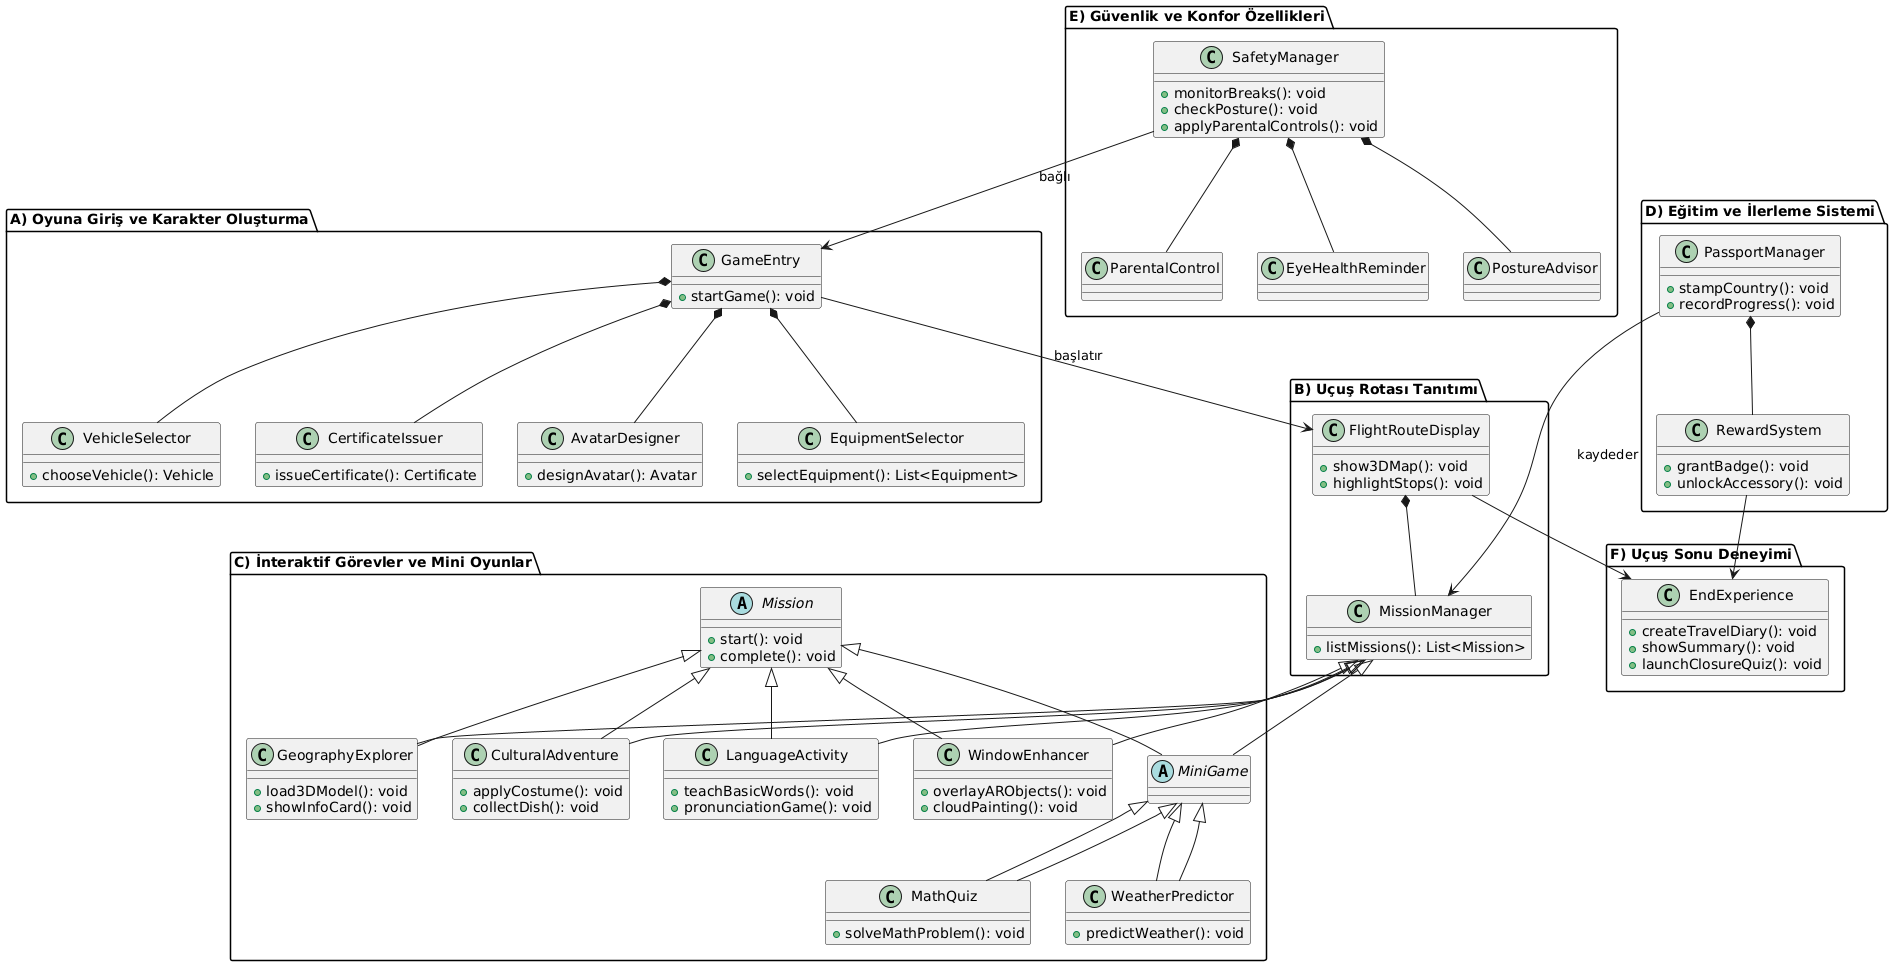 E) Güvenlik ve Konfor Özellikleri
C SafetyManager
monitorBreaks(): void
checkPosture(): void
applyParentalControls(): void
bağlı
C ParentalControl
C EyeHealthReminder
C PostureAdvisor
A) Oyuna Giriş ve Karakter Oluşturma
C GameEntry
startGame(): void
başlatır
C VehicleSelector
chooseVehicle(): Vehicle
C CertificateIssuer
issueCertificate(): Certificate
C AvatarDesigner
designAvatar(): Avatar
C EquipmentSelector
selectEquipment(): List<Equipment>
D) Eğitim ve İlerleme Sistemi
C PassportManager
stampCountry(): void
recordProgress(): void
kaydeder
C RewardSystem
grantBadge(): void
unlockAccessory(): void
B) Uçuş Rotası Tanıtımı
C FlightRouteDisplay
show3DMap(): void
highlightStops(): void
C MissionManager
listMissions(): List<Mission>
F) Uçuş Sonu Deneyimi
C EndExperience
createTravelDiary(): void
showSummary(): void
launchClosureQuiz(): void
C) İnteraktif Görevler ve Mini Oyunlar
A Mission
start(): void
complete(): void
C GeographyExplorer
load3DModel(): void
showInfoCard(): void
C CulturalAdventure
applyCostume(): void
collectDish(): void
C LanguageActivity
teachBasicWords(): void
pronunciationGame(): void
C WindowEnhancer
overlayARObjects(): void
cloudPainting(): void
A MiniGame
C MathQuiz
solveMathProblem(): void
C WeatherPredictor
predictWeather(): void